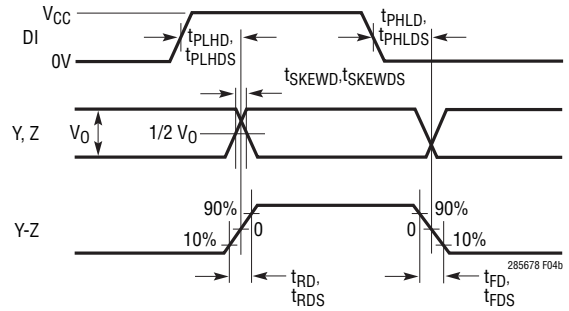 VCC
DI
0V
tPLHD,
tPLHDS
tPHLD,
tPHLDS
tSKEWD,tSKEWDS
Y, Z
VO
1/2 VO
Y-Z
90%
10%
0
0
90%
10%
tRD,
tRDS
tFD,
tFDS
285678 F04b